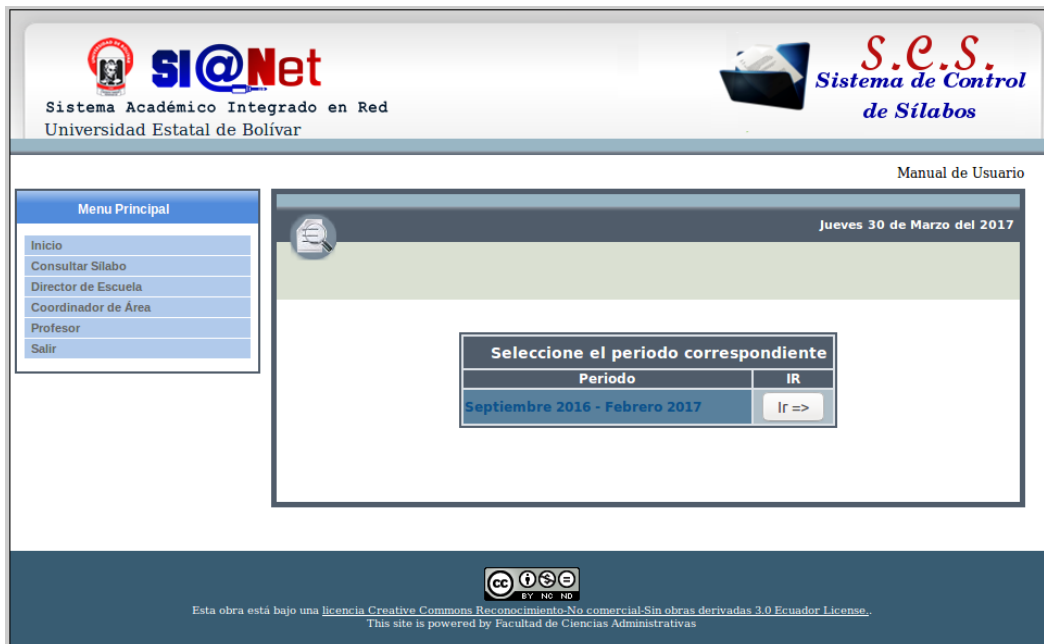 SI@Net
Sistema Académico Integrado en Red
Universidad Estatal de Bolívar
S.C.S.
Sistema de Control
de Sílabos
Manual de Usuario
Menu Principal
Inicio
Consultar Sílabo
Director de Escuela
Coordinador de Área
Profesor
Salir
Jueves 30 de Marzo del 2017
Seleccione el periodo correspondiente
Periodo IR
Septiembre 2016 - Febrero 2017 Ir =>
cc BY NC ND
Esta obra está bajo una licencia Creative Commons Reconocimiento-No comercial-Sin obras derivadas 3.0 Ecuador License..
This site is powered by Facultad de Ciencias Administrativas